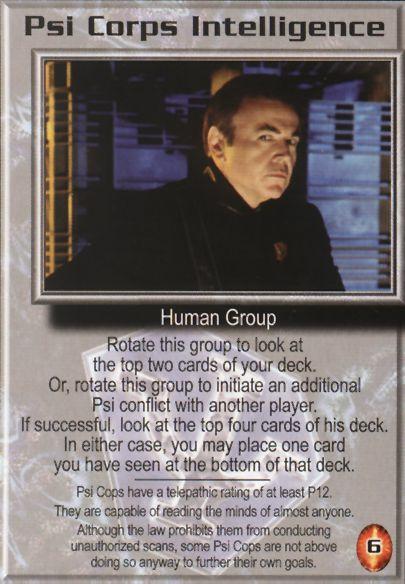 Psi Corps Intelligence
Human Group
Rotate this group to look at
the top two cards of your deck.
Or, rotate this group to initiate an additional
Psi conflict with another player.
If successful, look at the top four cards of his deck.
In either case, you may place one card
you have seen at the bottom of that deck.
Psi Cops have a telepathic rating of at least P12.
They are capable of reading the minds of almost anyone.
Although the law prohibits them from conducting
unauthorized scans, some Psi Cops are not above
doing so anyway to further their own goals.
6